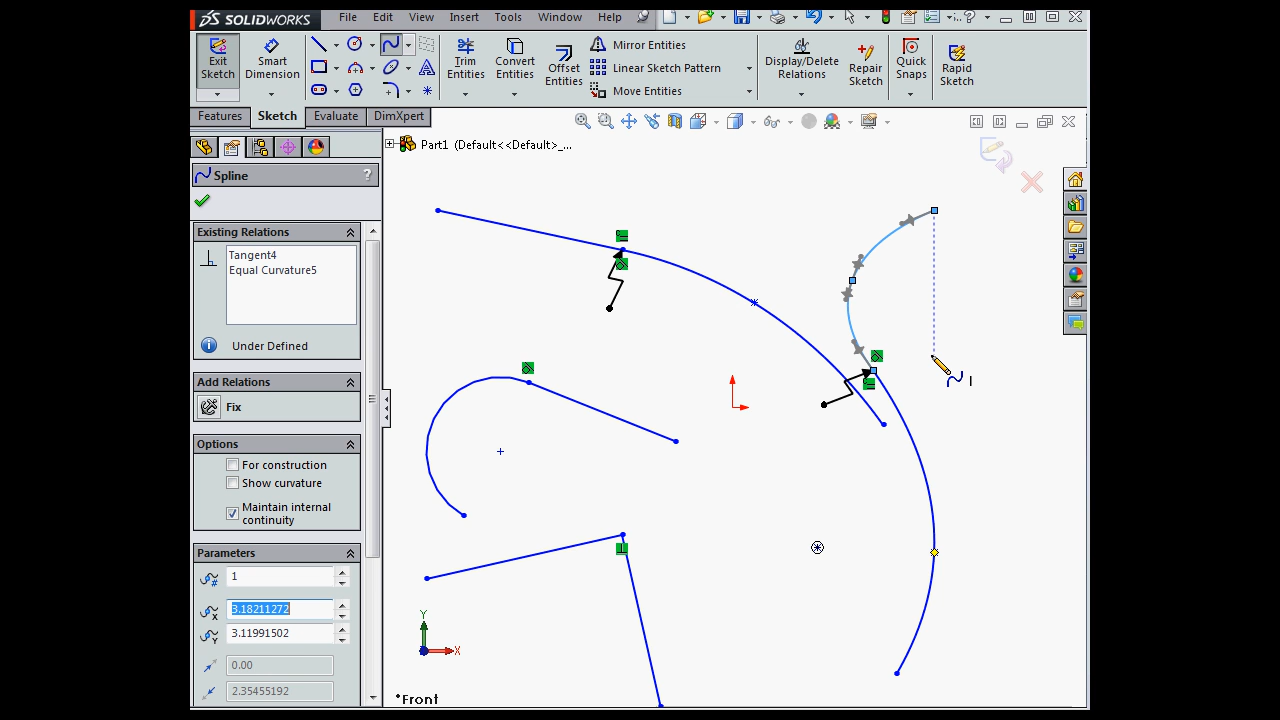 SOLIDWORKS File Edit View Insert Tools Window Help
Exit Sketch
Smart Dimension
Trim Entities
Convert Entities
Offset Entities
Mirror Entities
Linear Sketch Pattern
Move Entities
Display/Delete Relations
Repair Sketch
Quick Snaps
Rapid Sketch
Features Sketch Evaluate DimXpert
Part1 (Default<<Default>_...
Spline ?
Existing Relations
Tangent4
Equal Curvature5
Under Defined
Add Relations
Fix
Options
For construction
Show curvature
Maintain internal
continuity
Parameters
1
3.18211272
3.11991502
0.00
2.35455192
Y
X
*Front